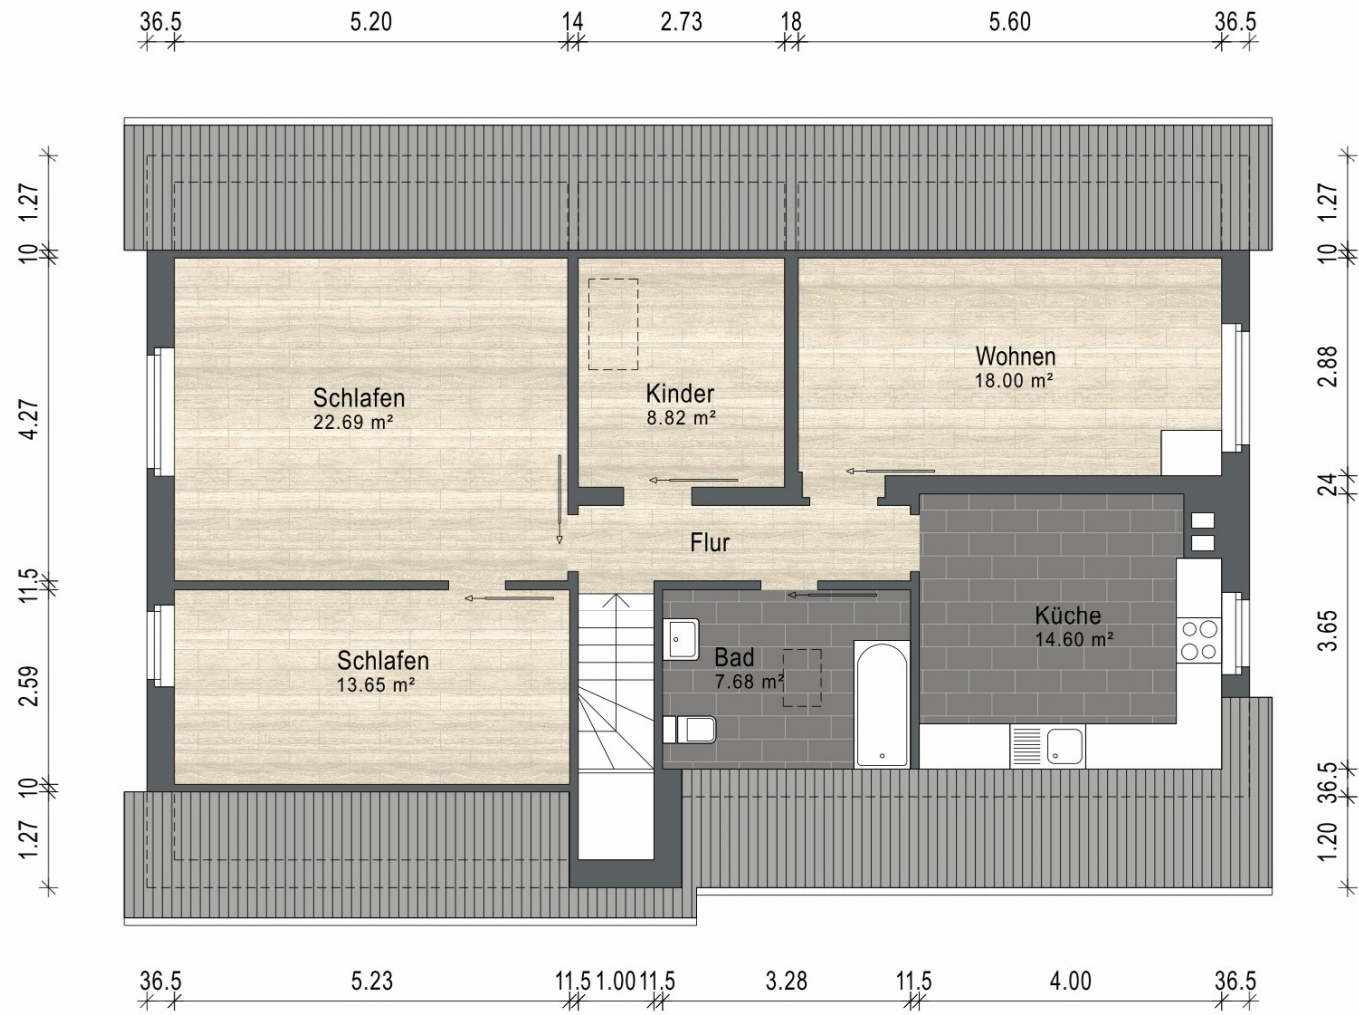 36.5 5.20 14 2.73 18 5.60 36.5
1.27
10
4.27
11.5
2.59
10
1.27
Schlafen
22.69 m²
Kinder
8.82 m²
Wohnen
18.00 m²
Flur
Schlafen
13.65 m²
Bad
7.68 m²
Küche
14.60 m²
1.27
10
2.88
24
3.65
36.5
1.20
36.5 5.23 11.5 1.00 11.5 3.28 11.5 4.00 36.5